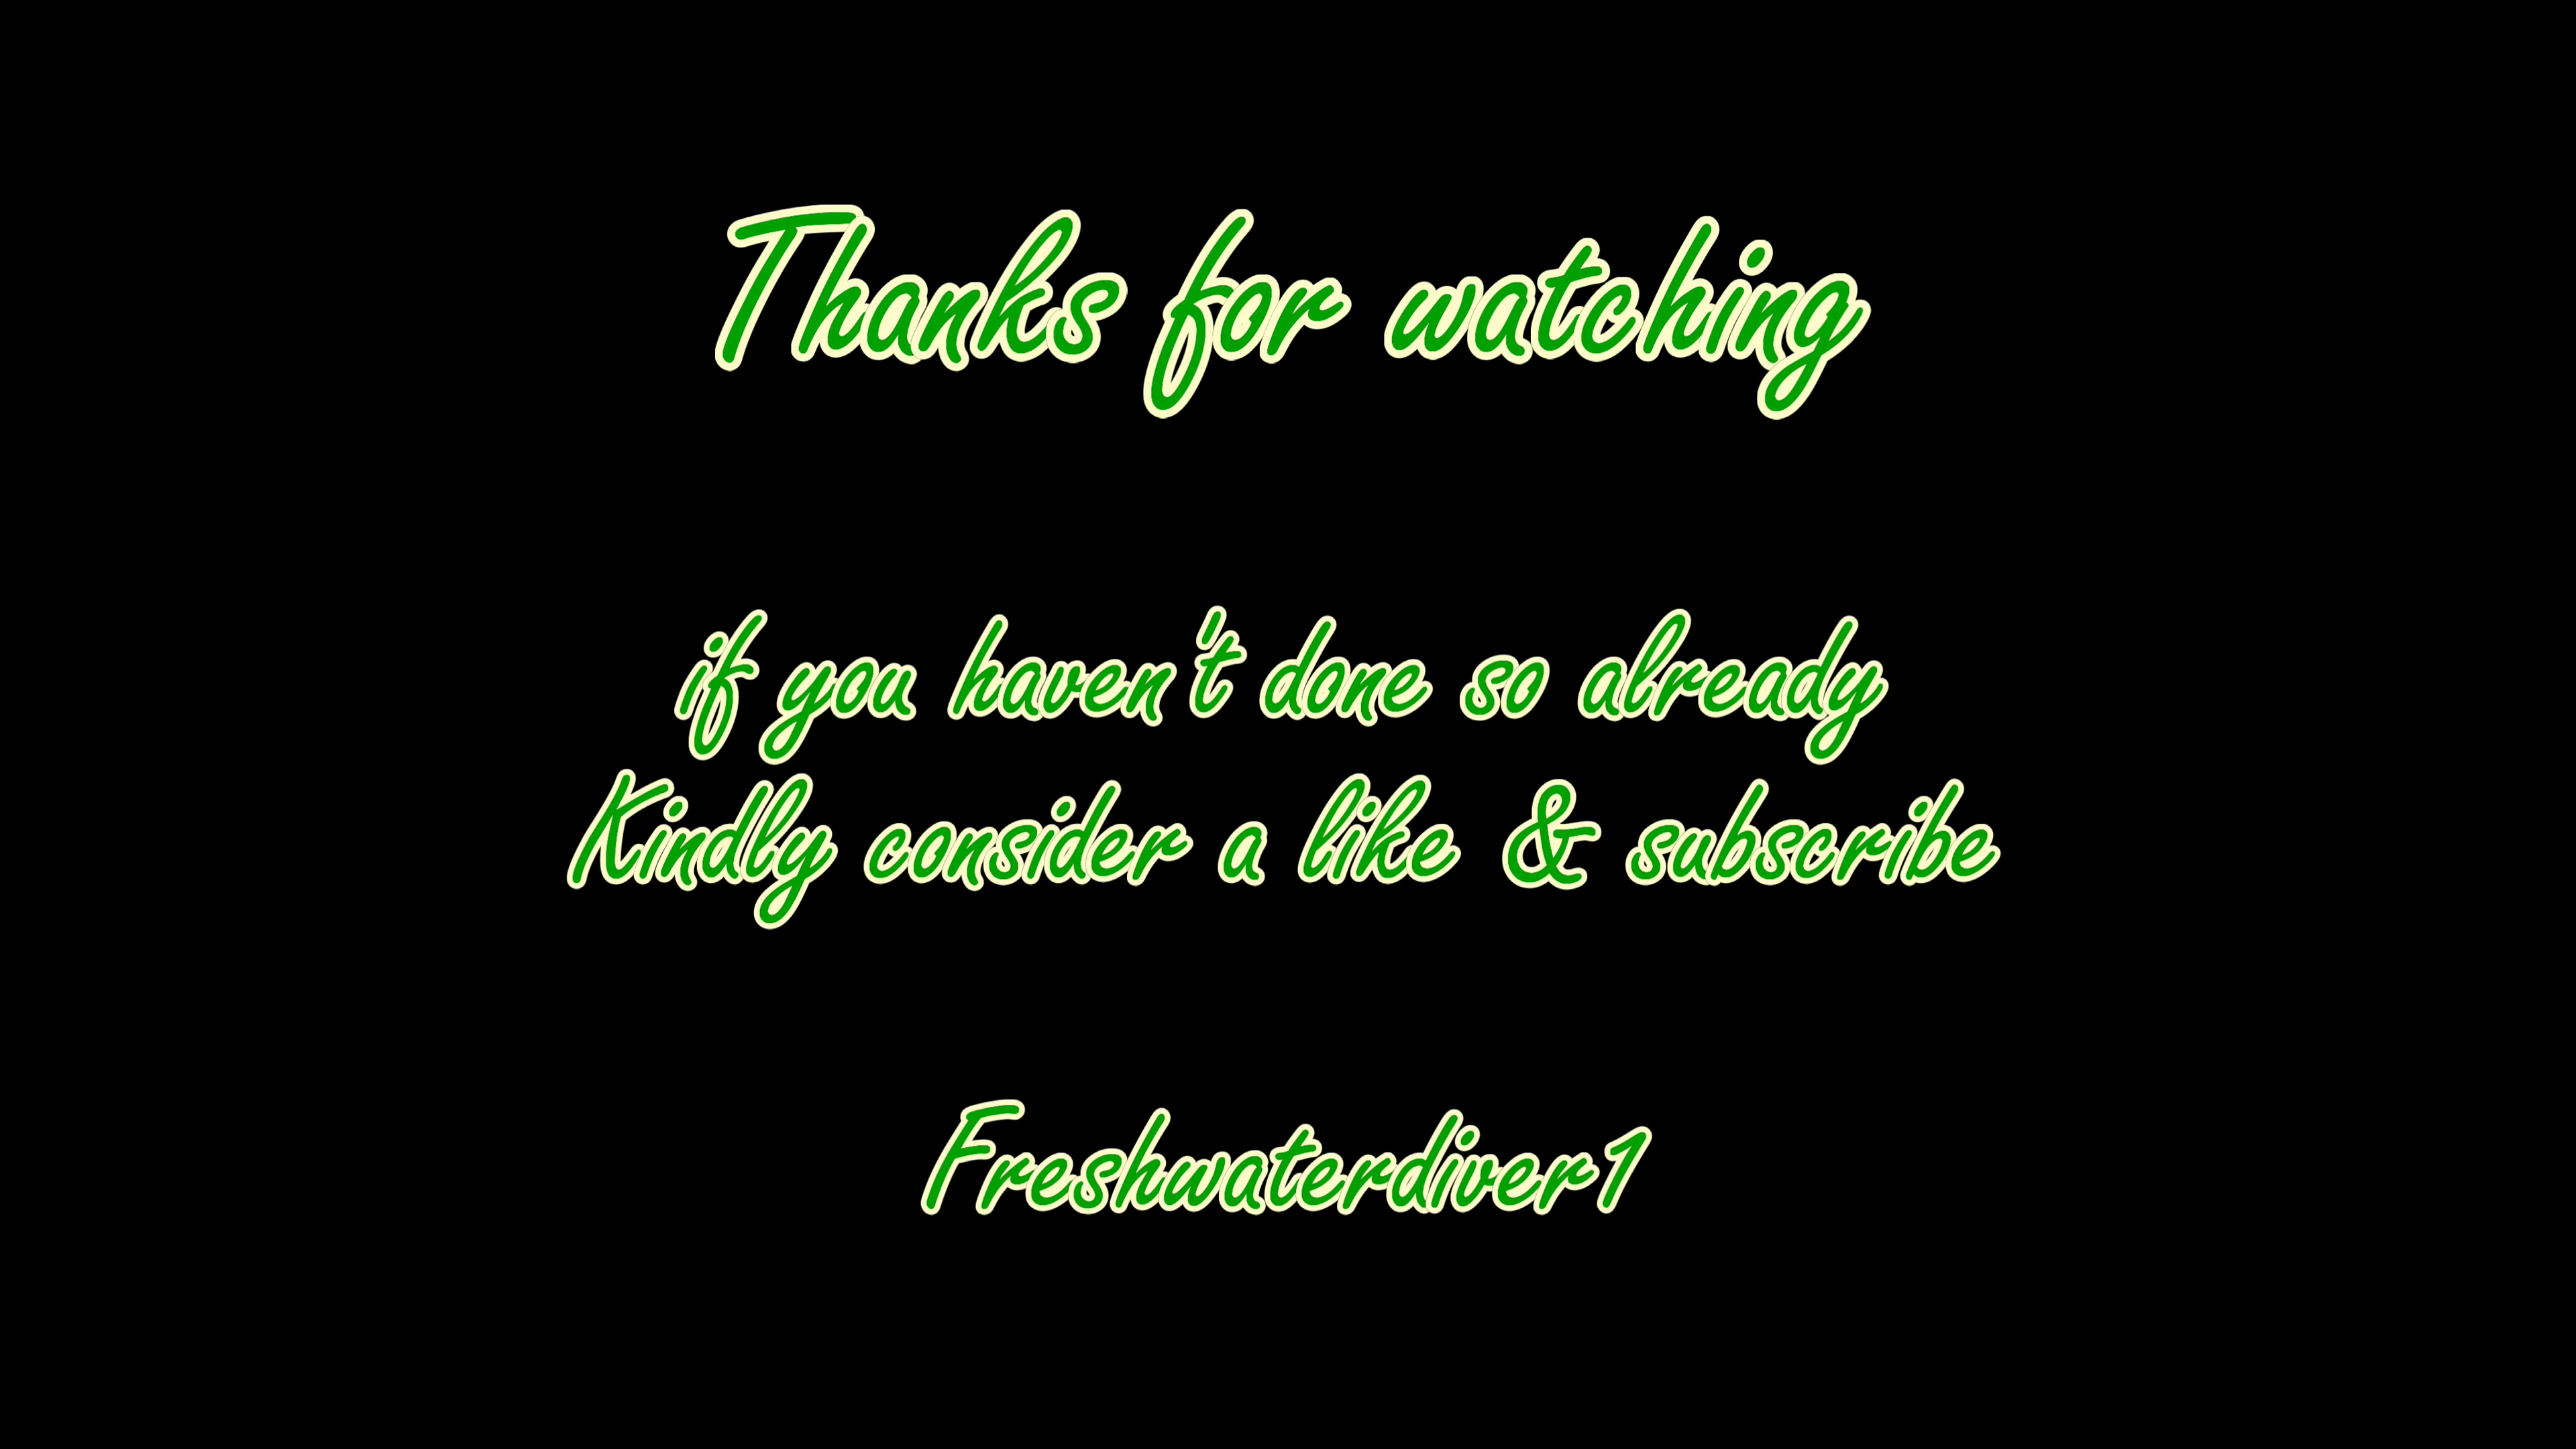 Thanks for watching
if you haven't done so already
Kindly consider a like & subscribe
Freshwaterdiver1